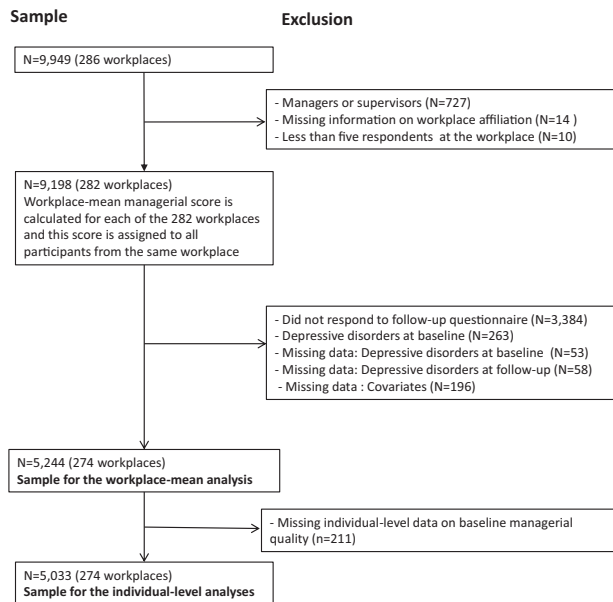 Sample
Exclusion
N=9,949 (286 workplaces)
- Managers or supervisors (N=727)
- Missing information on workplace affiliation (N=14 )
- Less than five respondents at the workplace (N=10)
N=9,198 (282 workplaces)
Workplace-mean managerial score is
calculated for each of the 282 workplaces
and this score is assigned to all
participants from the same workplace
- Did not respond to follow-up questionnaire (N=3,384)
- Depressive disorders at baseline (N=263)
- Missing data: Depressive disorders at baseline (N=53)
- Missing data: Depressive disorders at follow-up (N=58)
- Missing data : Covariates (N=196)
N=5,244 (274 workplaces)
Sample for the workplace-mean analysis
- Missing individual-level data on baseline managerial
quality (n=211)
N=5,033 (274 workplaces)
Sample for the individual-level analyses